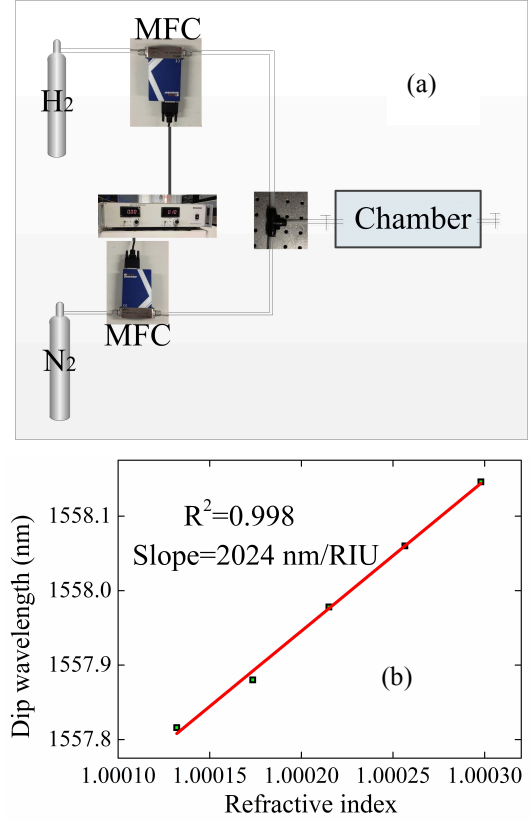 MFC
(a)
H2
Chamber
MFC
N2
R2=0.998
Slope=2024 nm/RIU
(b)
Dip wavelength (nm)
1558.1
1558.0
1557.9
1557.8
1.00010 1.00015 1.00020 1.00025 1.00030
Refractive index